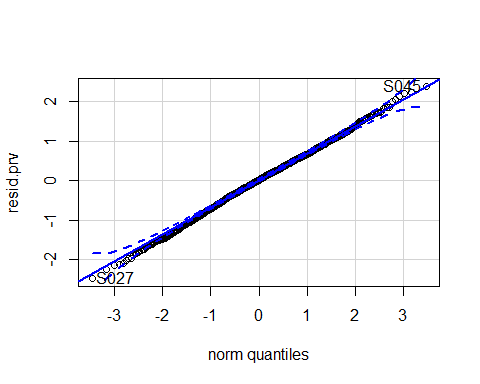 S045
2
1
0
-1
-2
resid.prv
S027
-3 -2 -1 0 1 2 3
norm quantiles